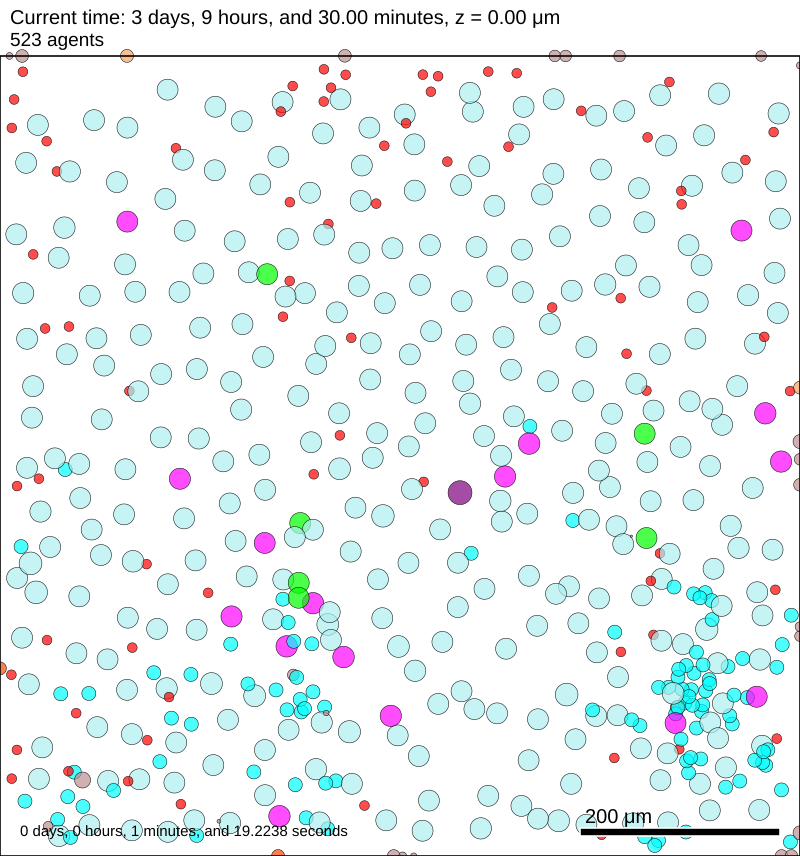 Current time: 3 days, 9 hours, and 30.00 minutes, z = 0.00 μm
523 agents
200 μm
0 days, 0 hours, 1 minutes, and 19.2238 seconds